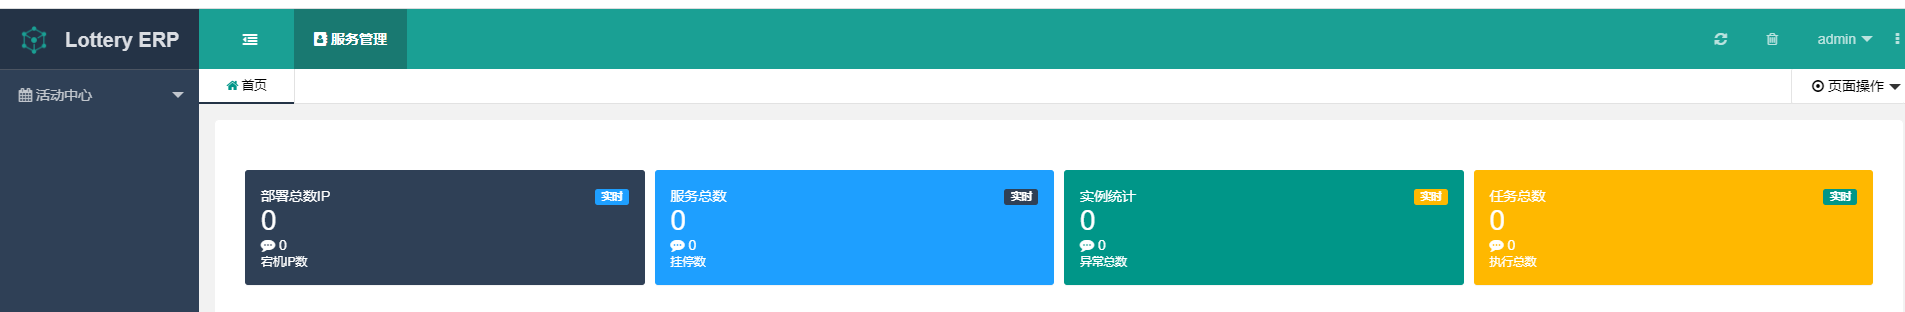 Lottery ERP
服务管理
admin
活动中心
首页
页面操作
部署总数IP
实时
0
0
宕机IP数
服务总数
实时
0
0
挂停数
实例统计
实时
0
0
异常总数
任务总数
实时
0
0
执行总数